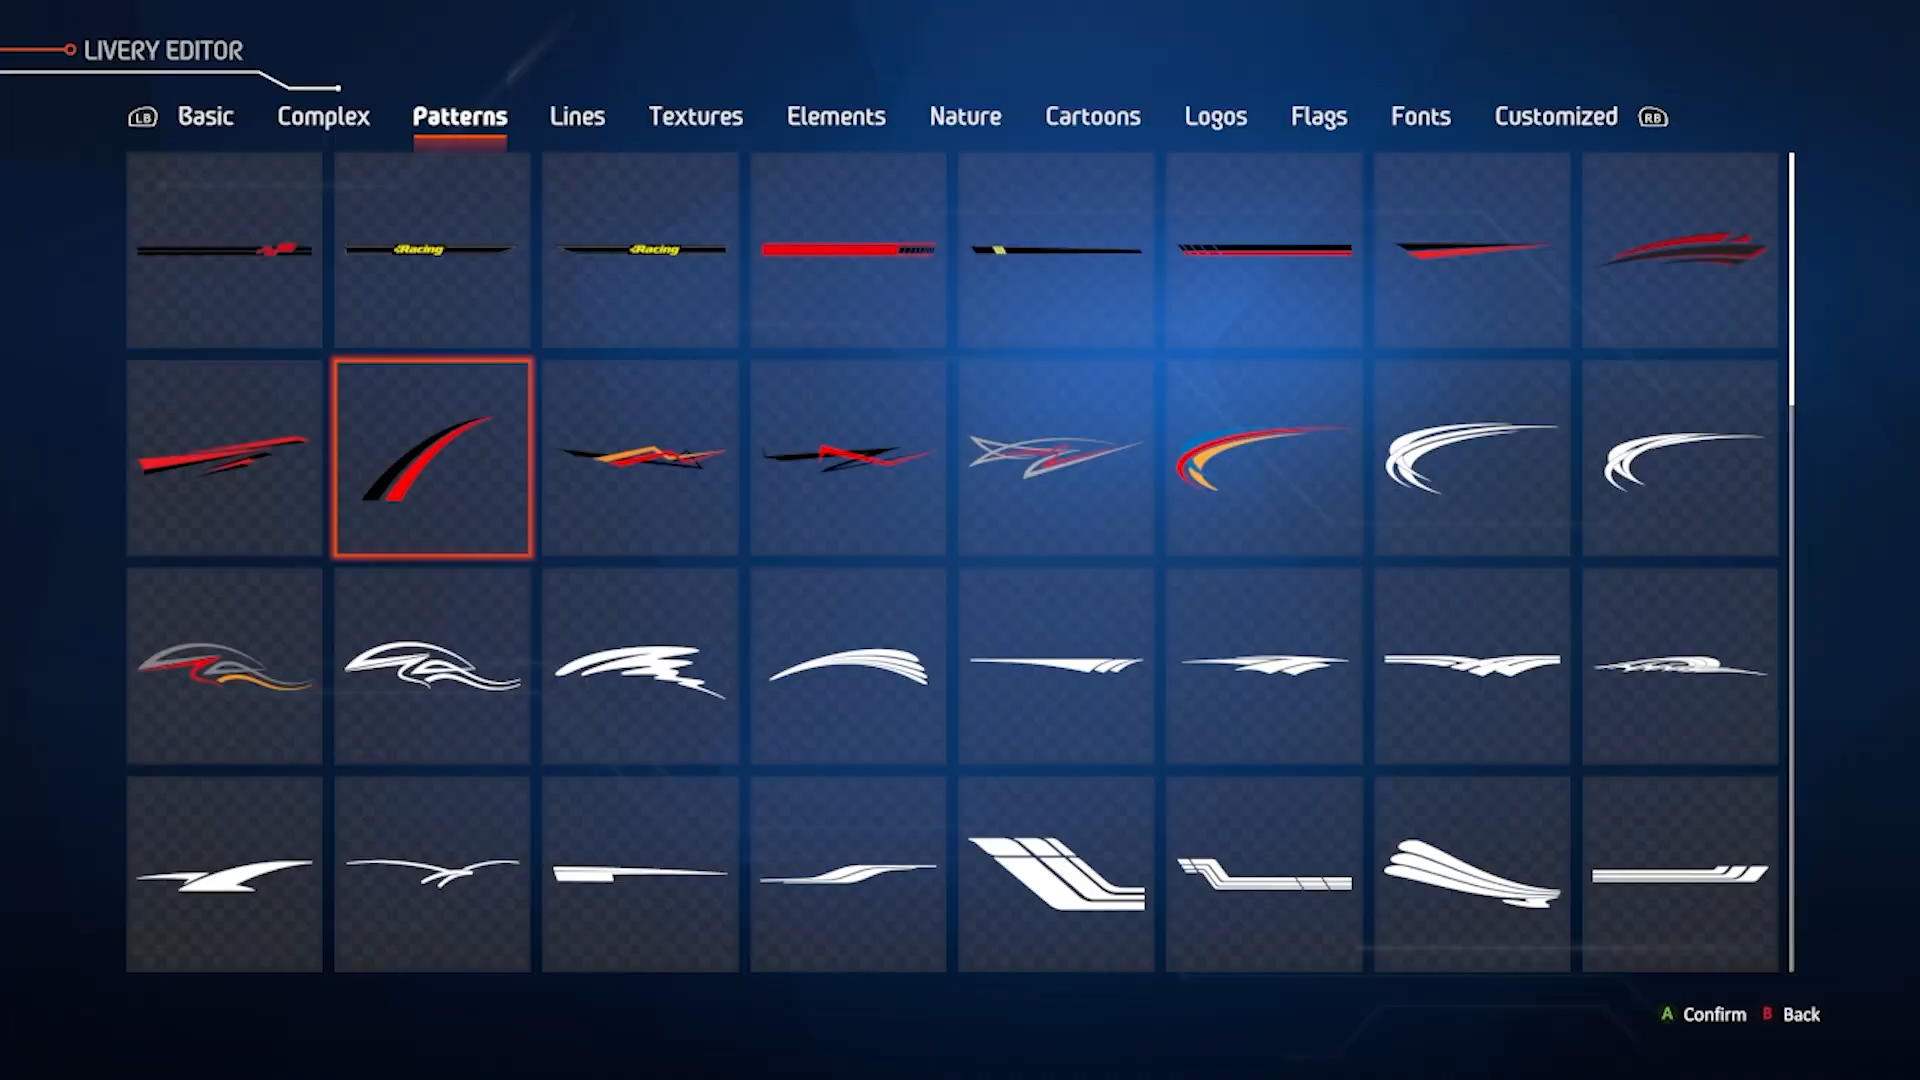 LIVERY EDITOR
LB Basic Complex Patterns Lines Textures Elements Nature Cartoons Logos Flags Fonts Customized RB
Racing Racing
A Confirm B Back